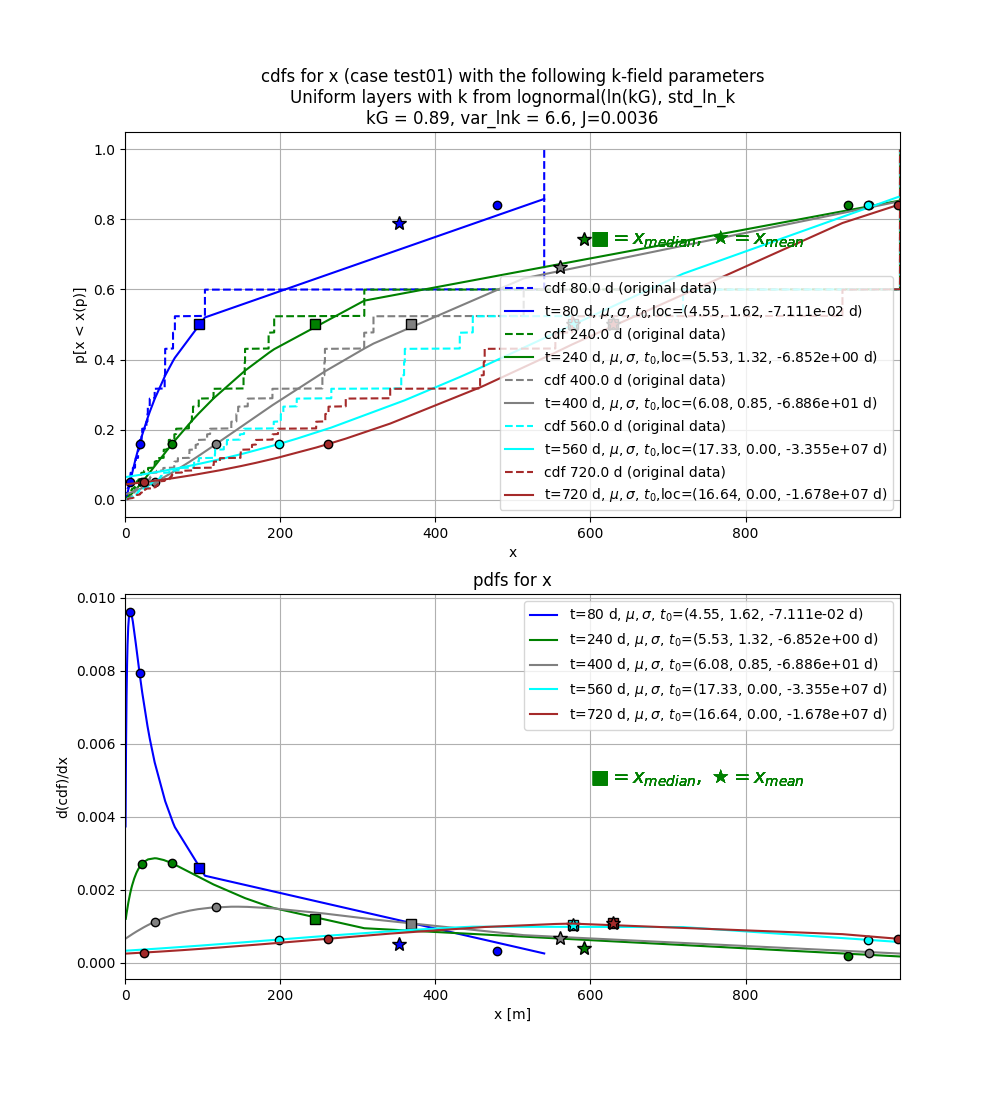 cdfs for x (case test01) with the following k-field parameters
Uniform layers with k from lognormal(ln(kG), std_ln_k
kG = 0.89, var_lnk = 6.6, J=0.0036
1.0
0.8
0.6
0.4
0.2
0.0
p[x < x(p)]
■ = x_median, ★ = x_mean
cdf 80.0 d (original data)
t=80 d, μ, σ, t₀,loc=(4.55, 1.62, -7.111e-02 d)
cdf 240.0 d (original data)
t=240 d, μ, σ, t₀,loc=(5.53, 1.32, -6.852e+00 d)
cdf 400.0 d (original data)
t=400 d, μ, σ, t₀,loc=(6.08, 0.85, -6.886e+01 d)
cdf 560.0 d (original data)
t=560 d, μ, σ, t₀,loc=(17.33, 0.00, -3.355e+07 d)
cdf 720.0 d (original data)
t=720 d, μ, σ, t₀,loc=(16.64, 0.00, -1.678e+07 d)
0 200 400 600 800
x
pdfs for x
0.010
0.008
0.006
0.004
0.002
0.000
d(cdf)/dx
t=80 d, μ, σ, t₀=(4.55, 1.62, -7.111e-02 d)
t=240 d, μ, σ, t₀=(5.53, 1.32, -6.852e+00 d)
t=400 d, μ, σ, t₀=(6.08, 0.85, -6.886e+01 d)
t=560 d, μ, σ, t₀=(17.33, 0.00, -3.355e+07 d)
t=720 d, μ, σ, t₀=(16.64, 0.00, -1.678e+07 d)
■ = x_median, ★ = x_mean
0 200 400 600 800
x [m]